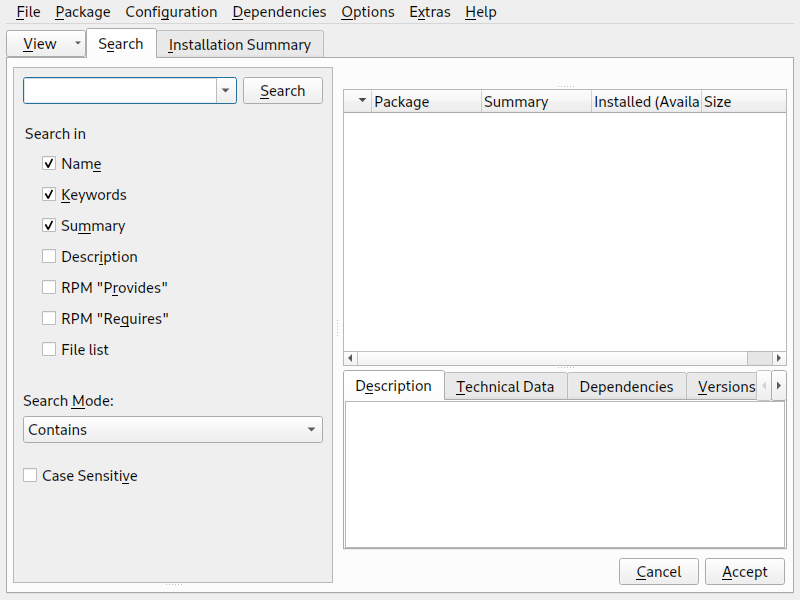 File Package Configuration Dependencies Options Extras Help
View Search Installation Summary
Search
Search in
Name
Keywords
Summary
Description
RPM "Provides"
RPM "Requires"
File list
Search Mode:
Contains
Case Sensitive
Package Summary Installed (Availa Size
Description Technical Data Dependencies Versions
Cancel Accept